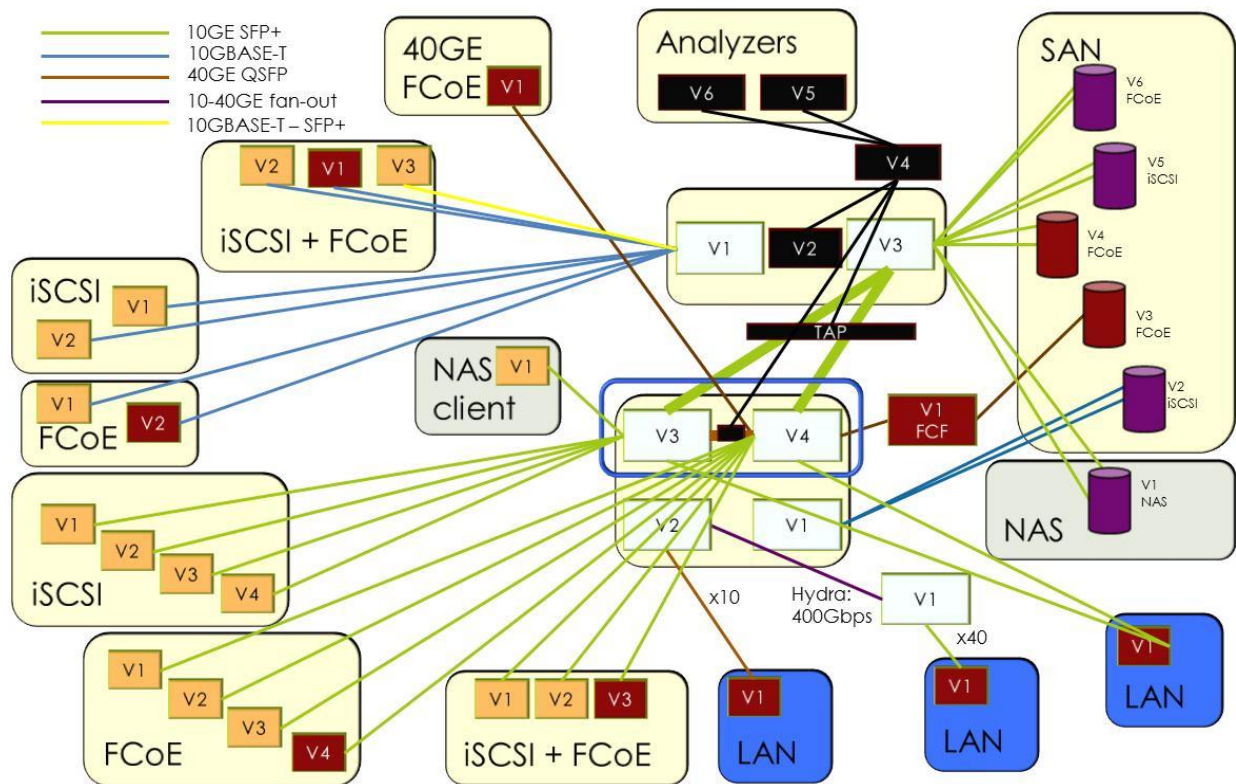 10GE SFP+
10GBASE-T
40GE QSFP
10-40GE fan-out
10GBASE-T – SFP+
40GE
FCoE
V1
Analyzers
V6
V5
V4
SAN
V6
FCoE
V5
iSCSI
V4
FCoE
V3
FCoE
V2
iSCSI
V2
V1
V3
iSCSI + FCoE
V1
V2
V3
TAP
iSCSI
V1
V2
V1
FCoE
V2
NAS
client
V1
V3
V4
V1
FCF
V2
V1
V1
NAS
NAS
V1
V2
V3
V4
iSCSI
x10
Hydra:
400Gbps
V1
x40
V1
V2
V3
V4
FCoE
V1
V2
V3
iSCSI + FCoE
V1
LAN
V1
LAN
V1
LAN